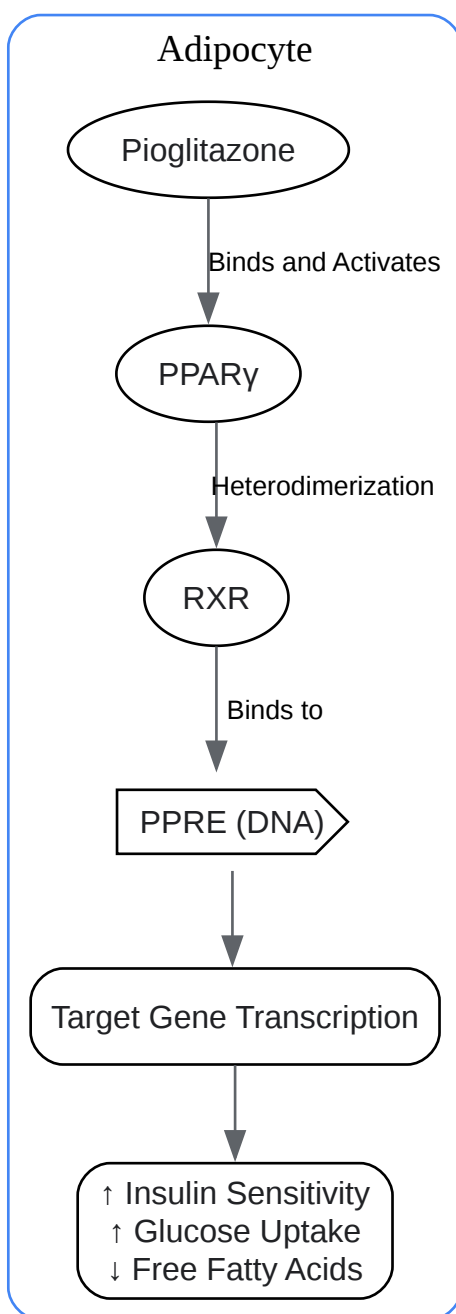 Adipocyte
Pioglitazone
Binds and Activates
PPARγ
Heterodimerization
RXR
Binds to
PPRE (DNA)
Target Gene Transcription
↑ Insulin Sensitivity
↑ Glucose Uptake
↓ Free Fatty Acids